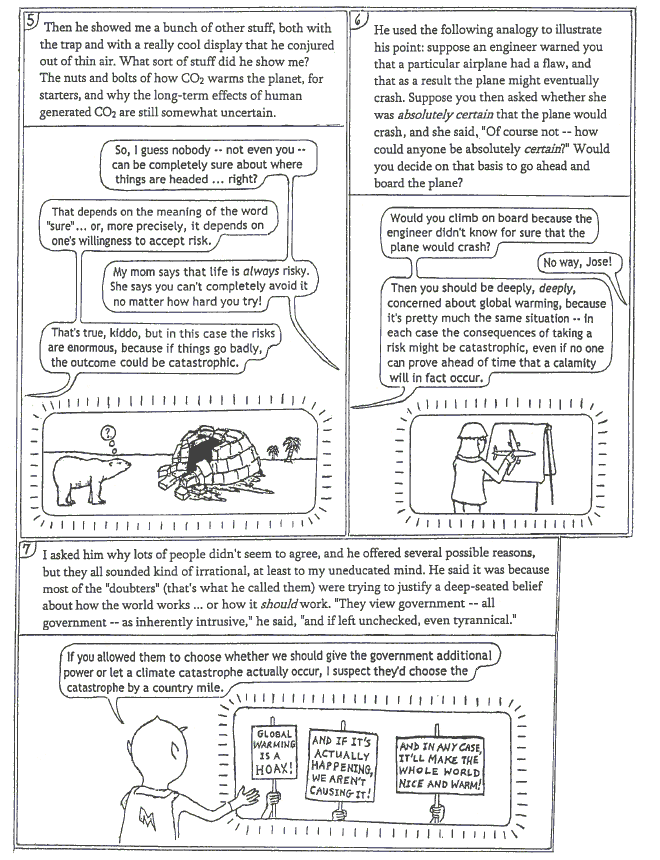 5
Then he showed me a bunch of other stuff, both with
the trap and with a really cool display that he conjured
out of thin air. What sort of stuff did he show me?
The nuts and bolts of how CO₂ warms the planet, for
starters, and why the long-term effects of human
generated CO₂ are still somewhat uncertain.
So, I guess nobody -- not even you --
can be completely sure about where
things are headed ... right?
That depends on the meaning of the word
"sure"... or, more precisely, it depends on
one's willingness to accept risk.
My mom says that life is always risky.
She says you can't completely avoid it
no matter how hard you try!
That's true, kiddo, but in this case the risks
are enormous, because if things go badly,
the outcome could be catastrophic.
?
6
He used the following analogy to illustrate
his point: suppose an engineer warned you
that a particular airplane had a flaw, and
that as a result the plane might eventually
crash. Suppose you then asked whether she
was absolutely certain that the plane would
crash, and she said, "Of course not -- how
could anyone be absolutely certain?" Would
you decide on that basis to go ahead and
board the plane?
Would you climb on board because the
engineer didn't know for sure that the
plane would crash?
No way, Jose!
Then you should be deeply, deeply,
concerned about global warming, because
it's pretty much the same situation -- in
each case the consequences of taking a
risk might be catastrophic, even if no one
can prove ahead of time that a calamity
will in fact occur.
7
I asked him why lots of people didn't seem to agree, and he offered several possible reasons,
but they all sounded kind of irrational, at least to my uneducated mind. He said it was because
most of the "doubters" (that's what he called them) were trying to justify a deep-seated belief
about how the world works ... or how it should work. "They view government -- all
government -- as inherently intrusive," he said, "and if left unchecked, even tyrannical."
If you allowed them to choose whether we should give the government additional
power or let a climate catastrophe actually occur, I suspect they'd choose the
catastrophe by a country mile.
GLOBAL
WARMING
IS A
HOAX!
AND IF IT'S
ACTUALLY
HAPPENING,
WE AREN'T
CAUSING IT!
AND IN ANY CASE,
IT'LL MAKE THE
WHOLE WORLD
NICE AND WARM!
M